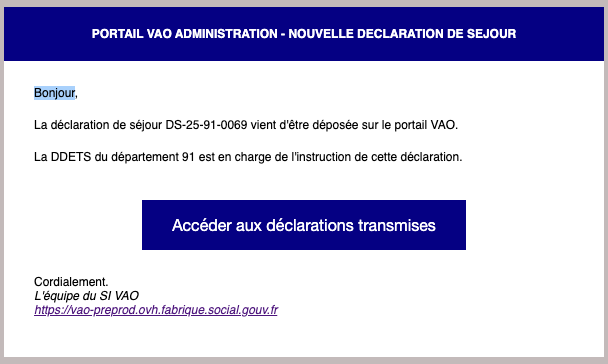 PORTAIL VAO ADMINISTRATION - NOUVELLE DECLARATION DE SEJOUR
Bonjour,
La déclaration de séjour DS-25-91-0069 vient d'être déposée sur le portail VAO.
La DDETS du département 91 est en charge de l'instruction de cette déclaration.
Accéder aux déclarations transmises
Cordialement.
L'équipe du SI VAO
https://vao-preprod.ovh.fabrique.social.gouv.fr